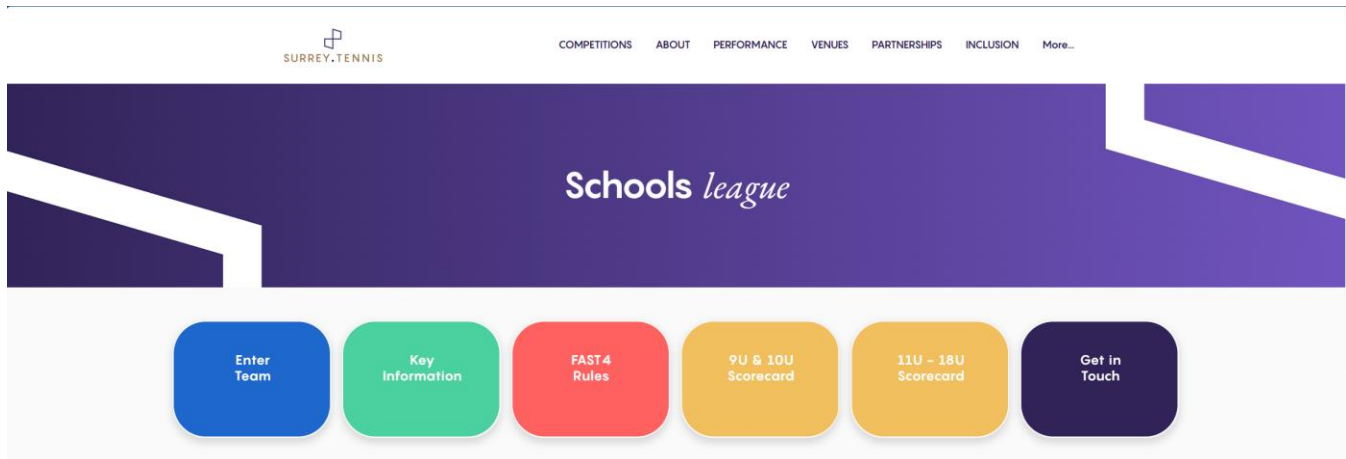 SURREY.TENNIS
COMPETITIONS ABOUT PERFORMANCE VENUES PARTNERSHIPS INCLUSION More...
Schools league
Enter
Team
Key
Information
FAST4
Rules
9U & 10U
Scorecard
11U - 18U
Scorecard
Get in
Touch